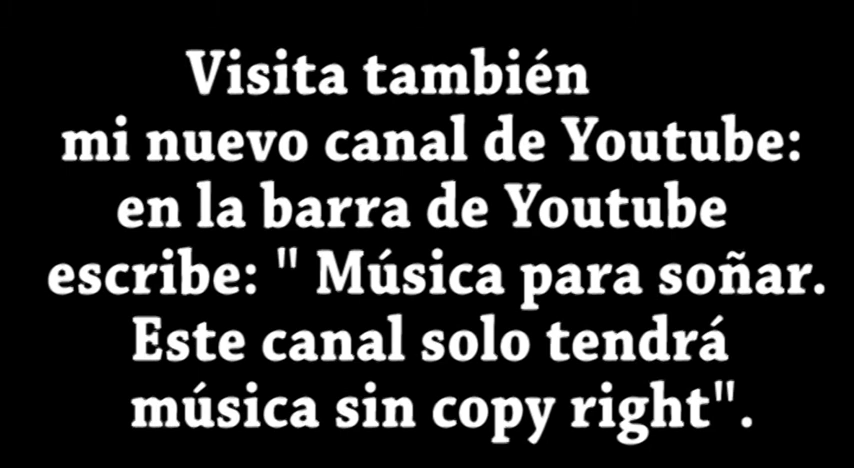 Visita también
mi nuevo canal de Youtube:
en la barra de Youtube
escribe: " Música para soñar.
Este canal solo tendrá
música sin copy right".